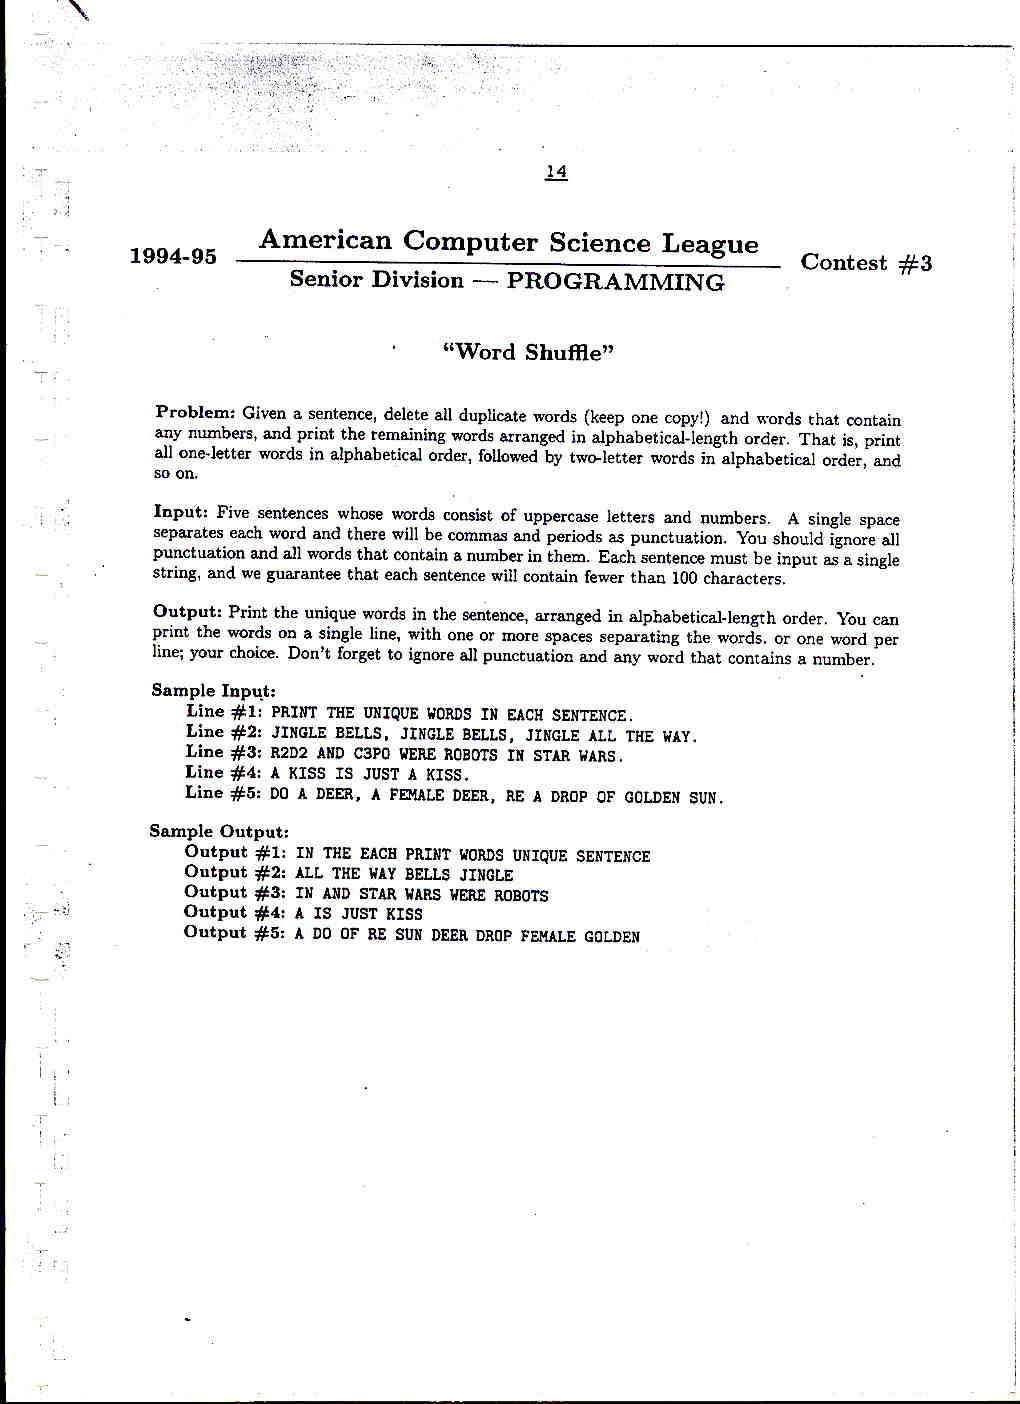 14
1994-95
American Computer Science League
Contest #3
Senior Division — PROGRAMMING
“Word Shuffle”
Problem: Given a sentence, delete all duplicate words (keep one copy!) and words that contain
any numbers, and print the remaining words arranged in alphabetical-length order. That is, print
all one-letter words in alphabetical order, followed by two-letter words in alphabetical order, and
so on.
Input: Five sentences whose words consist of uppercase letters and numbers. A single space
separates each word and there will be commas and periods as punctuation. You should ignore all
punctuation and all words that contain a number in them. Each sentence must be input as a single
string, and we guarantee that each sentence will contain fewer than 100 characters.
Output: Print the unique words in the sentence, arranged in alphabetical-length order. You can
print the words on a single line, with one or more spaces separating the words. or one word per
line; your choice. Don't forget to ignore all punctuation and any word that contains a number.
Sample Input:
Line #1: PRINT THE UNIQUE WORDS IN EACH SENTENCE.
Line #2: JINGLE BELLS, JINGLE BELLS, JINGLE ALL THE WAY.
Line #3: R2D2 AND C3PO WERE ROBOTS IN STAR WARS.
Line #4: A KISS IS JUST A KISS.
Line #5: DO A DEER, A FEMALE DEER, RE A DROP OF GOLDEN SUN.
Sample Output:
Output #1: IN THE EACH PRINT WORDS UNIQUE SENTENCE
Output #2: ALL THE WAY BELLS JINGLE
Output #3: IN AND STAR WARS WERE ROBOTS
Output #4: A IS JUST KISS
Output #5: A DO OF RE SUN DEER DROP FEMALE GOLDEN